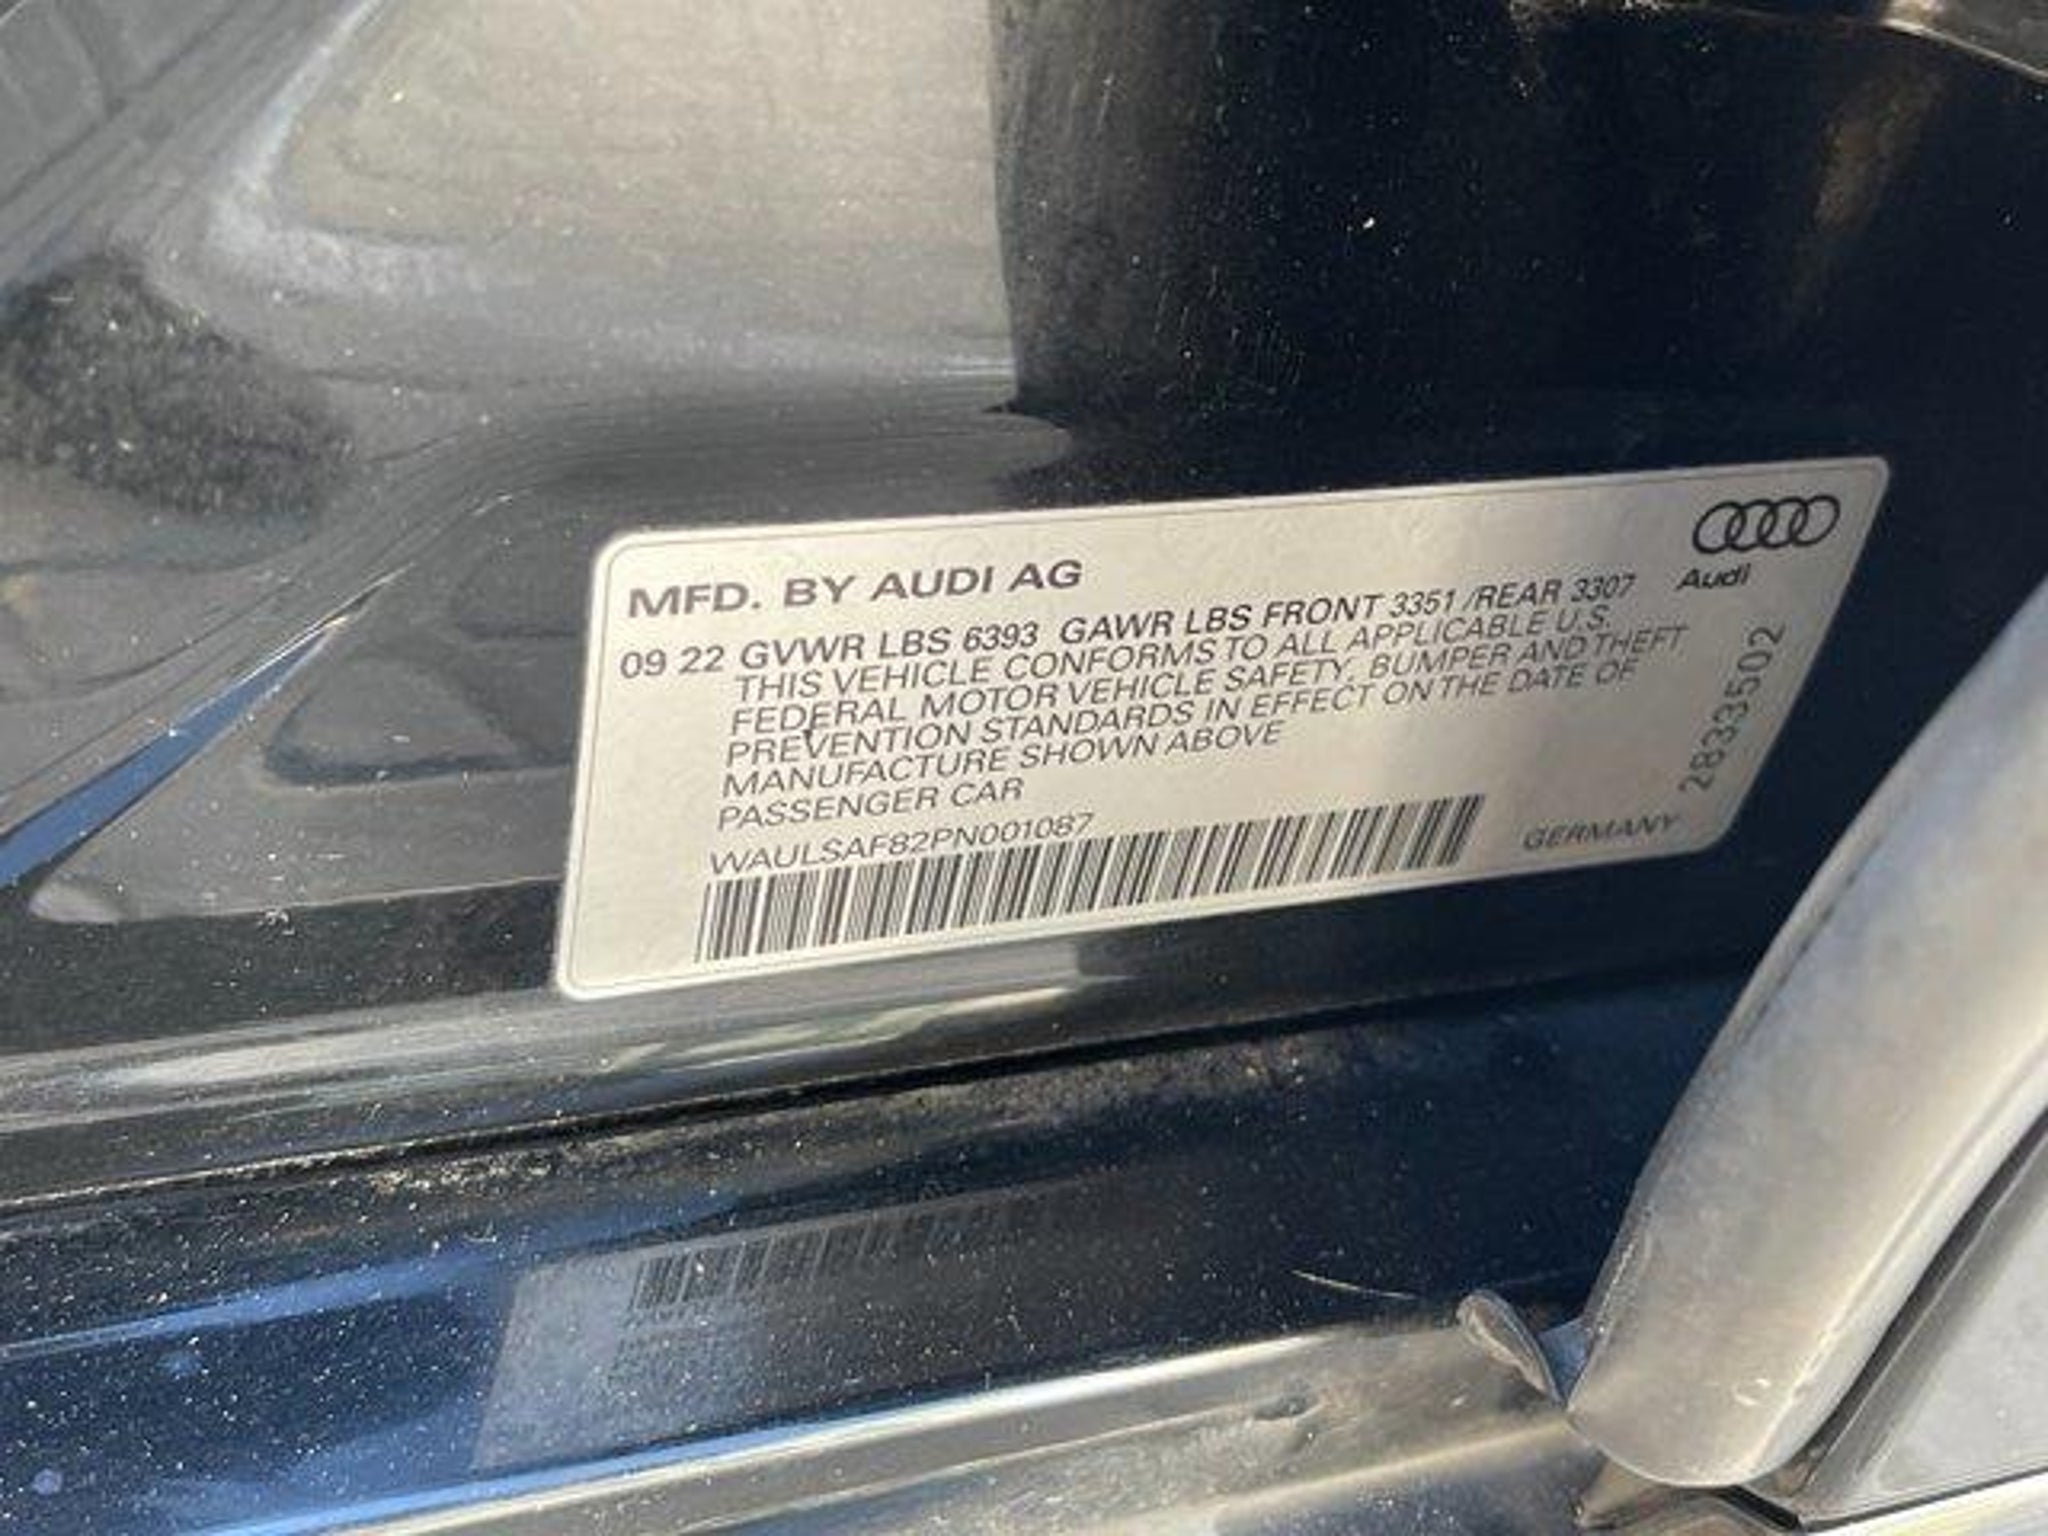 MFD. BY AUDI AG
Audi
09 22 GVWR LBS 6393 GAWR LBS FRONT 3351 /REAR 3307
THIS VEHICLE CONFORMS TO ALL APPLICABLE U.S.
FEDERAL MOTOR VEHICLE SAFETY, BUMPER AND THEFT
PREVENTION STANDARDS IN EFFECT ON THE DATE OF
MANUFACTURE SHOWN ABOVE
PASSENGER CAR
WAULSAF82PN001087
GERMANY
2833502